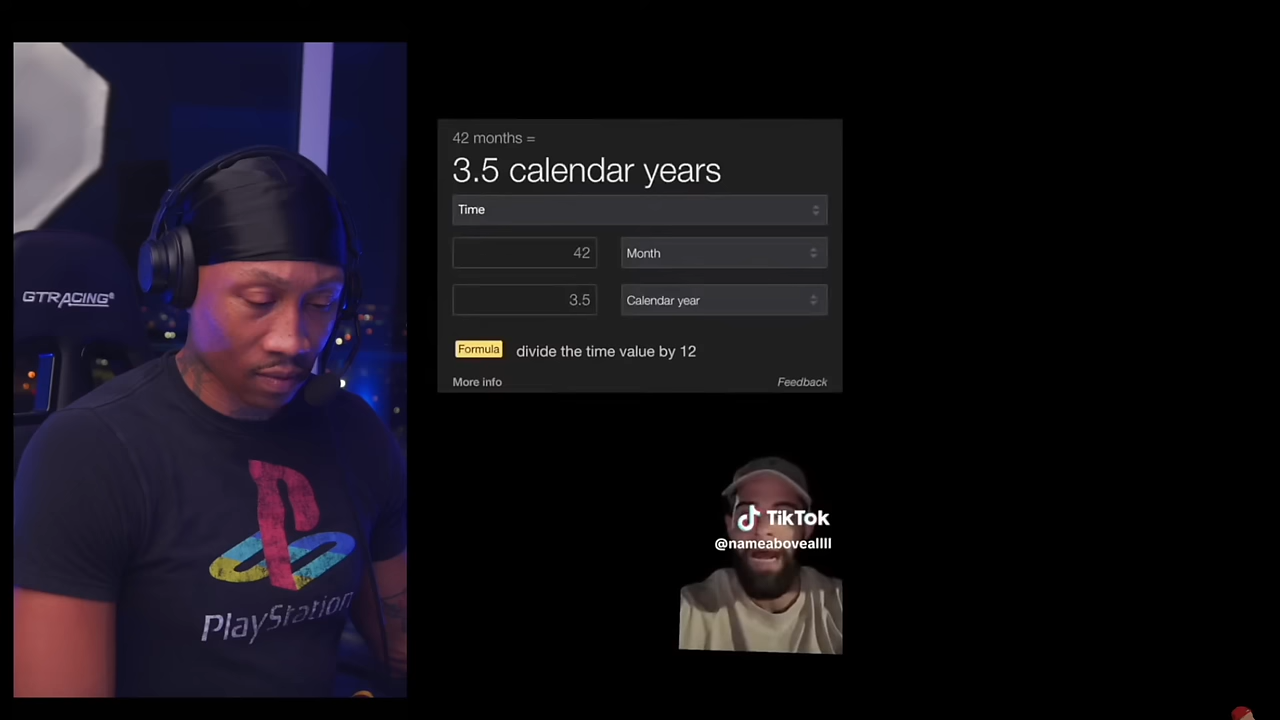 GTRACING®
PlayStation
42 months =
3.5 calendar years
Time
42
Month
3.5
Calendar year
Formula
divide the time value by 12
More info
Feedback
TikTok
@nameaboveallll